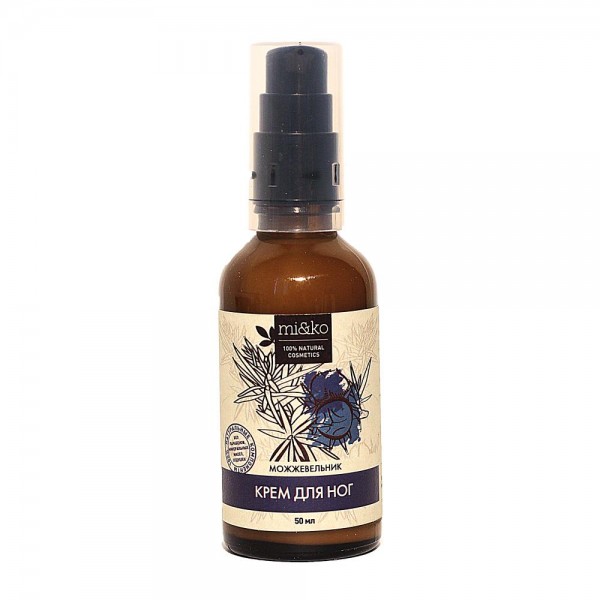 mi&ko
100% NATURAL
COSMETICS
МОЖЖЕВЕЛЬНИК
КРЕМ ДЛЯ НОГ
50 мл